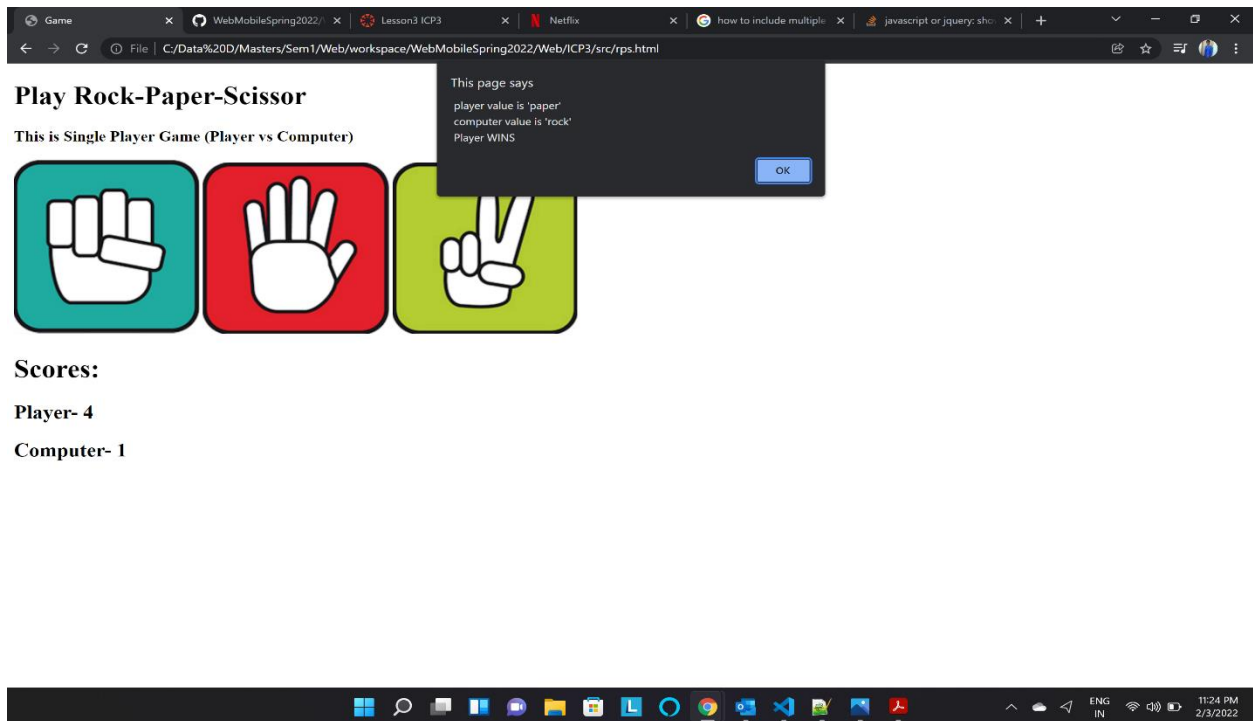 Game
WebMobileSpring2022/
Lesson3 ICP3
Netflix
how to include multiple
javascript or jquery: sho
File | C:/Data%20D/Masters/Sem1/Web/workspace/WebMobileSpring2022/Web/ICP3/src/rps.html
This page says
player value is 'paper'
computer value is 'rock'
Player WINS
OK
Play Rock-Paper-Scissor
This is Single Player Game (Player vs Computer)
Scores:
Player- 4
Computer- 1
ENG
IN
11:24 PM
2/3/2022